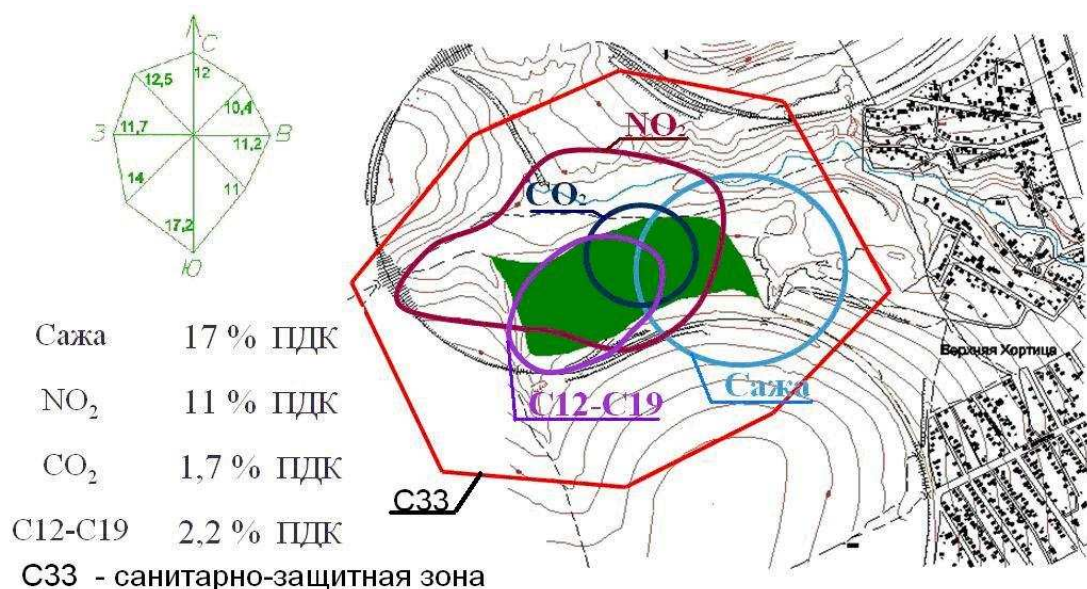 С
12,5
12
10,4
З
11,7
11,2
В
14
11
17,2
Ю
NO₂
CO₂
Сажа 17 % ПДК
NO₂ 11 % ПДК
CO₂ 1,7 % ПДК
C12-C19 2,2 % ПДК
C12-C19
Сажа
Верхняя Хортица
СЗЗ
СЗЗ - санитарно-защитная зона